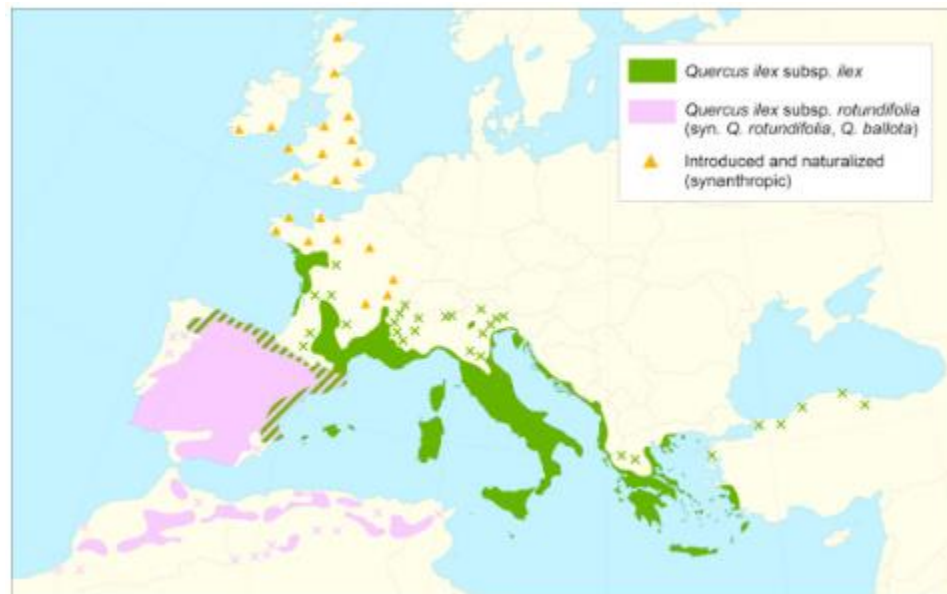 Quercus ilex subsp. ilex
Quercus ilex subsp. rotundifolia
(syn. Q. rotundifolia, Q. ballota)
Introduced and naturalized
(synanthropic)